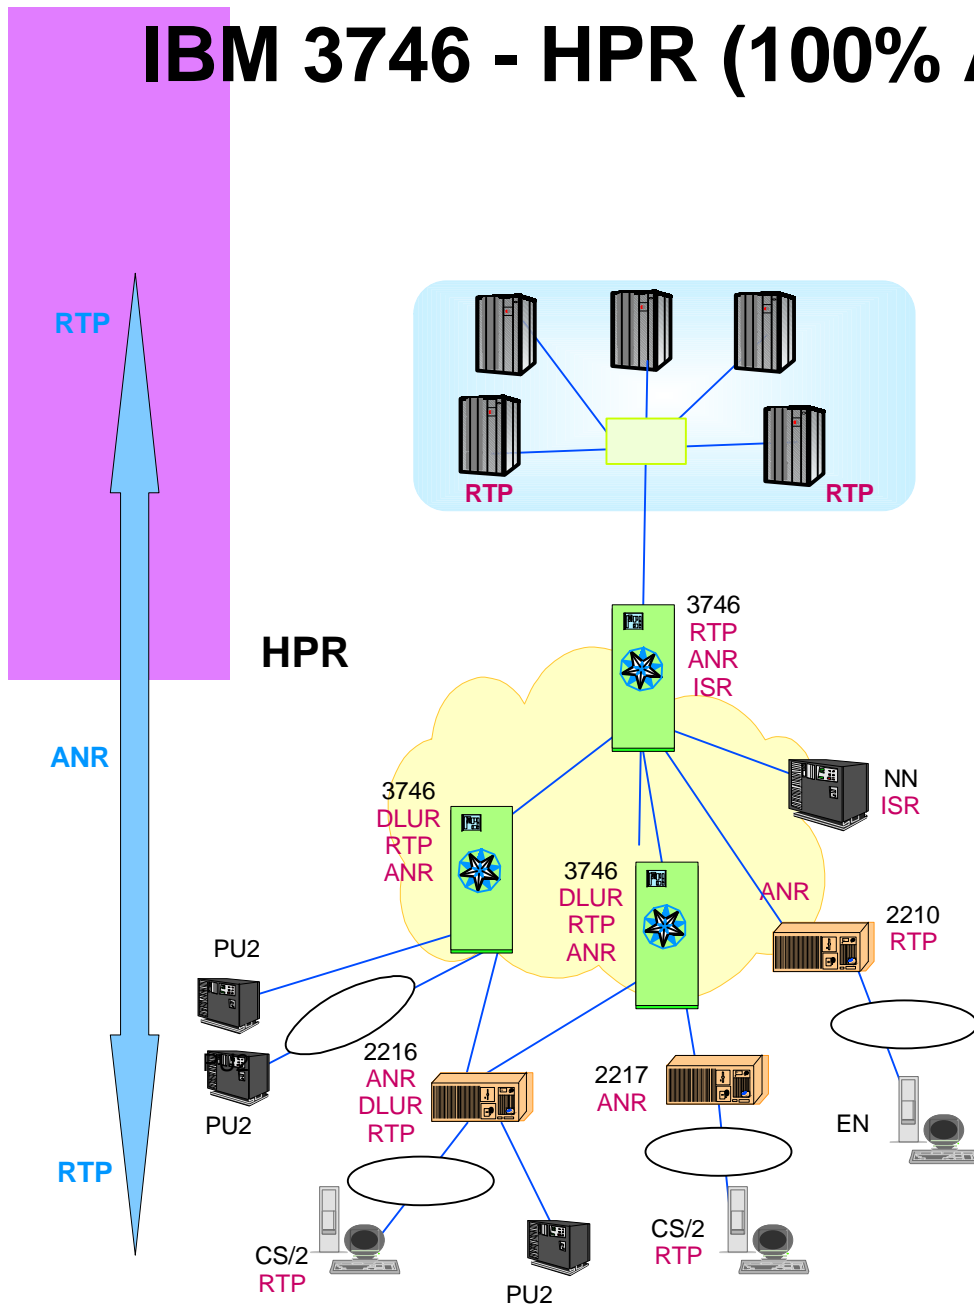 IBM 3746 - HPR (100%
RTP
RTP
RTP
3746
RTP
ANR
ISR
HPR
ANR
NN
ISR
3746
DLUR
RTP
ANR
3746
DLUR
RTP
ANR
ANR
2210
RTP
PU2
PU2
2216
ANR
DLUR
RTP
2217
ANR
EN
RTP
CS/2
RTP
PU2
CS/2
RTP